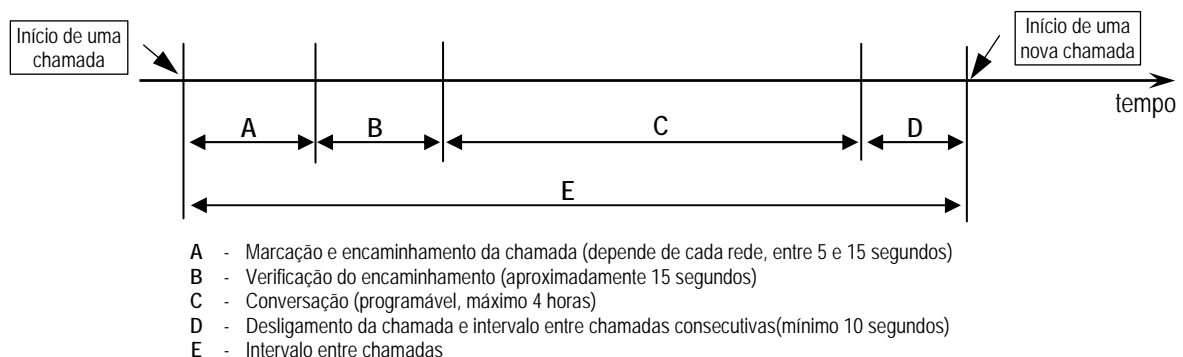 Início de uma
chamada
Início de uma
nova chamada
tempo
A
B
C
D
E
A - Marcação e encaminhamento da chamada (depende de cada rede, entre 5 e 15 segundos)
B - Verificação do encaminhamento (aproximadamente 15 segundos)
C - Conversação (programável, máximo 4 horas)
D - Desligamento da chamada e intervalo entre chamadas consecutivas(mínimo 10 segundos)
E - Intervalo entre chamadas